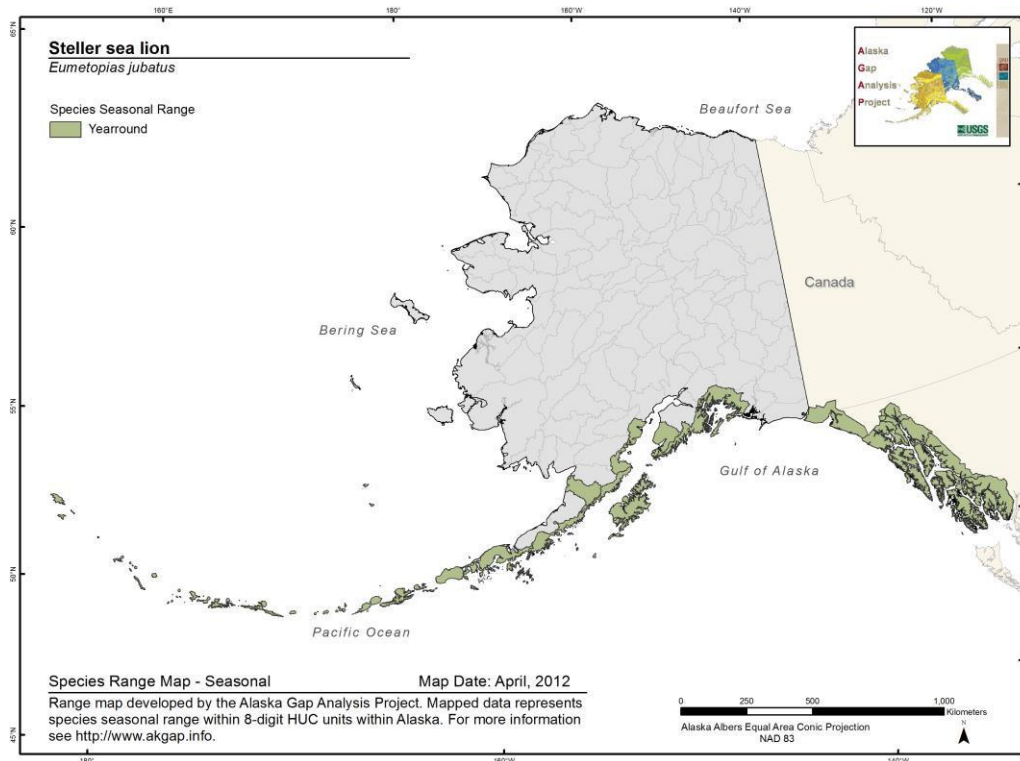 160°W
180°
160°W
140°W
120°W
65°N
60°N
55°N
50°N
45°N
Steller sea lion
Eumetopias jubatus
Species Seasonal Range
Yearround
Alaska
Gap
Analysis
Project
USGS
Beaufort Sea
Canada
Bering Sea
Gulf of Alaska
Pacific Ocean
Species Range Map - Seasonal Map Date: April, 2012
Range map developed by the Alaska Gap Analysis Project. Mapped data represents
species seasonal range within 8-digit HUC units within Alaska. For more information
see http://www.akgap.info.
0 250 500 1,000
Kilometers
Alaska Albers Equal Area Conic Projection
NAD 83
N
180°
160°W
140°W